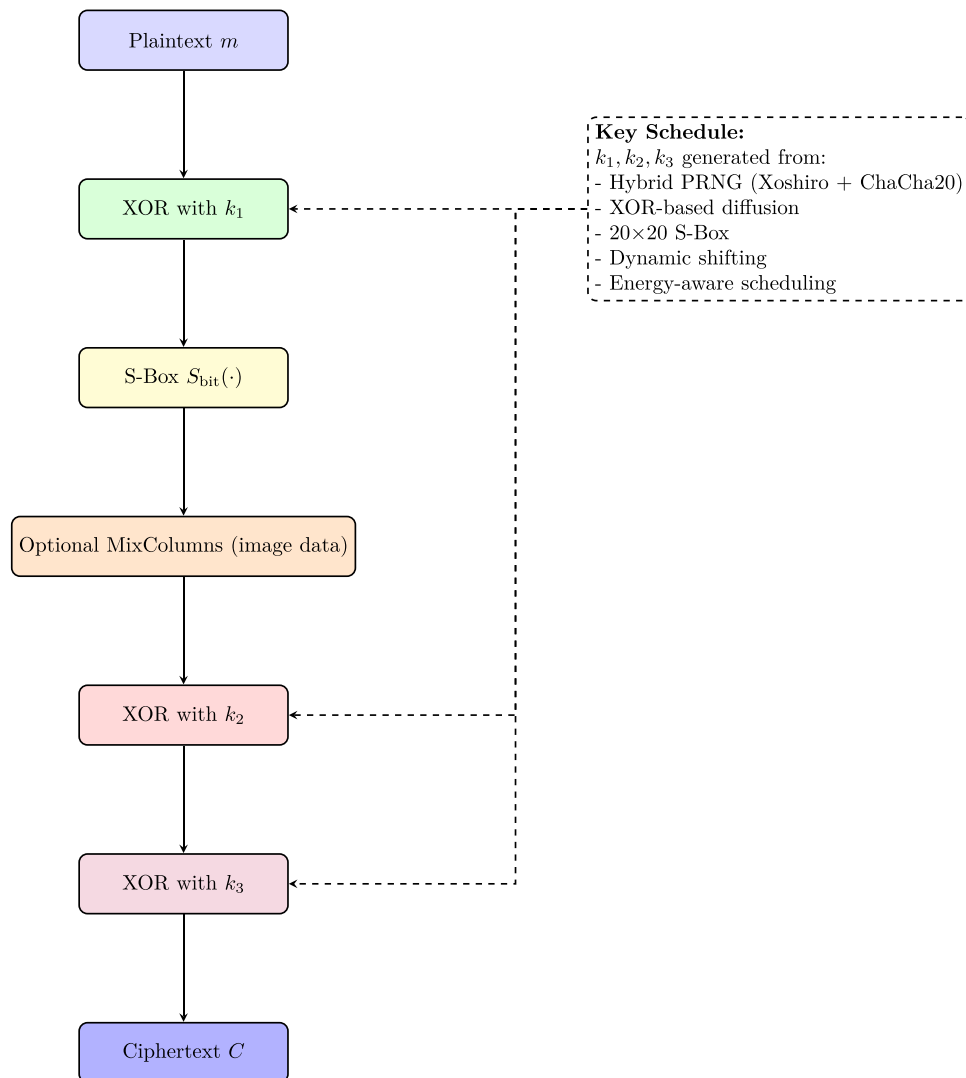 Plaintext m
XOR with k₁
S-Box S_bit(·)
Optional MixColumns (image data)
XOR with k₂
XOR with k₃
Ciphertext C
Key Schedule:
k₁, k₂, k₃ generated from:
- Hybrid PRNG (Xoshiro + ChaCha20)
- XOR-based diffusion
- 20×20 S-Box
- Dynamic shifting
- Energy-aware scheduling